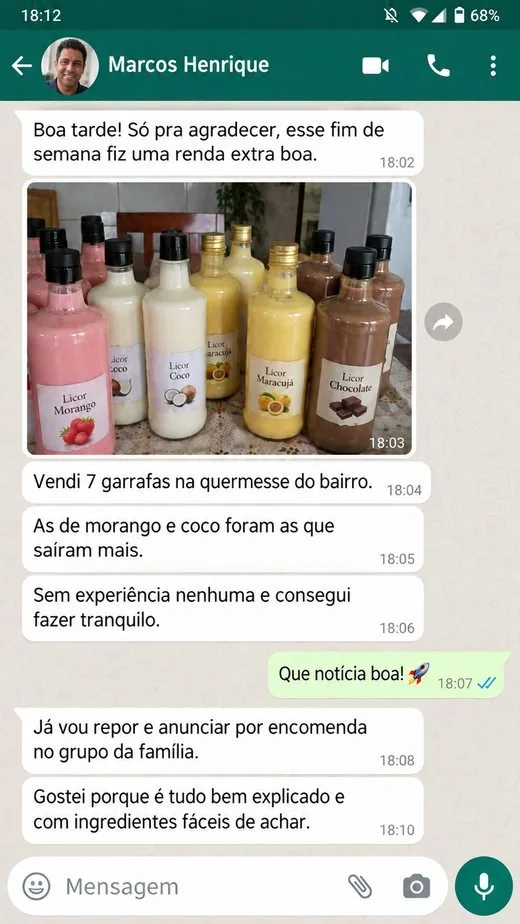 18:12
68%
Marcos Henrique
Boa tarde! Só pra agradecer, esse fim de
semana fiz uma renda extra boa.
18:02
Licor
Morango
Licor
Coco
Licor
Maracujá
Licor
Chocolate
18:03
Vendi 7 garrafas na quermesse do bairro.
18:04
As de morango e coco foram as que
saíram mais.
18:05
Sem experiência nenhuma e consegui
fazer tranquilo.
18:06
Que notícia boa! 🚀
18:07
Já vou repor e anunciar por encomenda
no grupo da família.
18:08
Gostei porque é tudo bem explicado e
com ingredientes fáceis de achar.
18:10
Mensagem